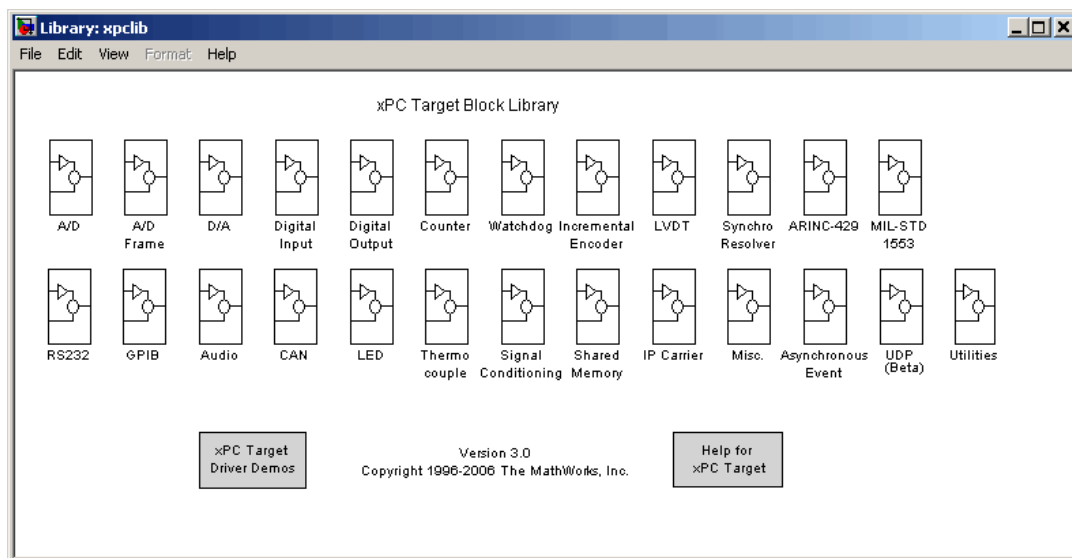 Library: xpclib
File Edit View Format Help
xPC Target Block Library
A/D
A/D
Frame
D/A
Digital
Input
Digital
Output
Counter
Watchdog
Incremental
Encoder
LVDT
Synchro
Resolver
ARINC-429
MIL-STD
1553
RS232
GPIB
Audio
CAN
LED
Thermo
couple
Signal
Conditioning
Shared
Memory
IP Carrier
Misc.
Asynchronous
Event
UDP
(Beta)
Utilities
xPC Target
Driver Demos
Version 3.0
Copyright 1996-2006 The MathWorks, Inc.
Help for
xPC Target